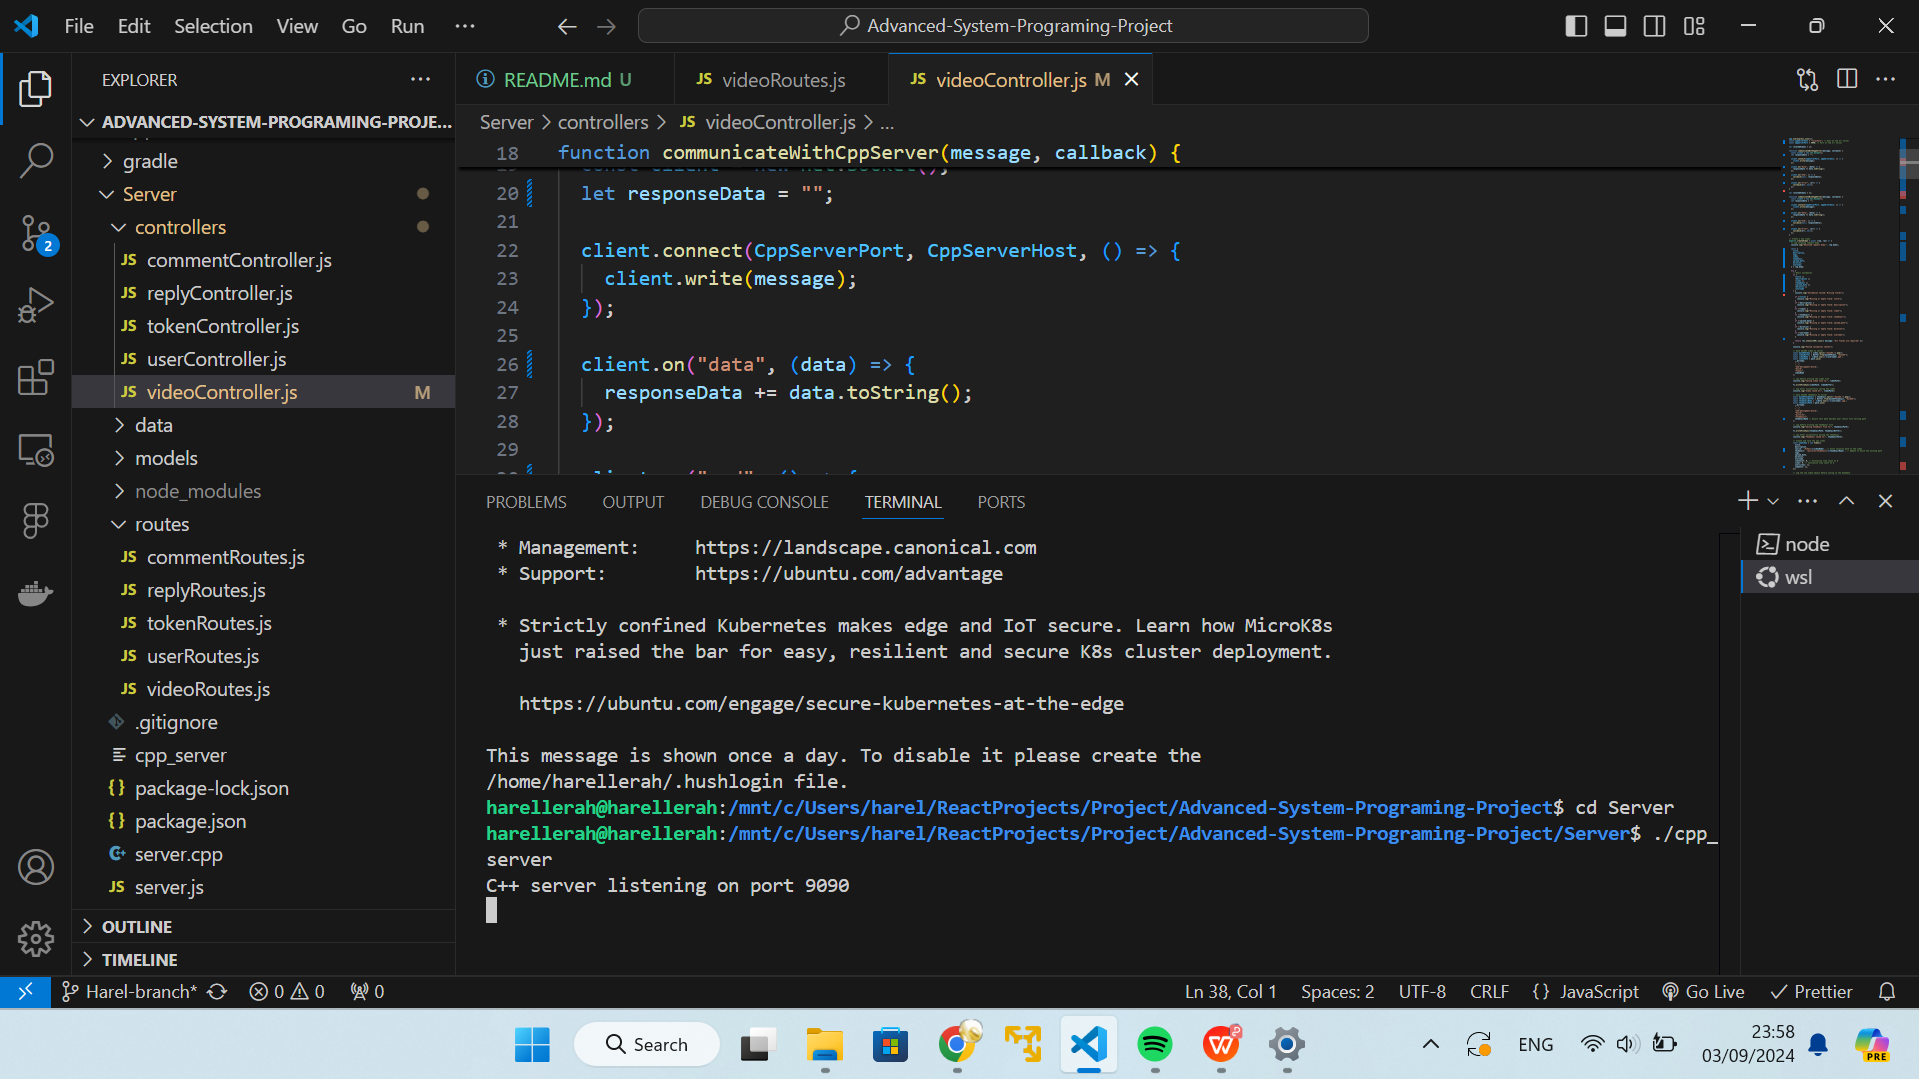 File Edit Selection View Go Run ···
Advanced-System-Programing-Project
EXPLORER
ADVANCED-SYSTEM-PROGRAMING-PROJE...
gradle
Server
controllers
JS commentController.js
JS replyController.js
JS tokenController.js
JS userController.js
JS videoController.js M
data
models
node_modules
routes
JS commentRoutes.js
JS replyRoutes.js
JS tokenRoutes.js
JS userRoutes.js
JS videoRoutes.js
.gitignore
cpp_server
{} package-lock.json
{} package.json
server.cpp
JS server.js
OUTLINE
TIMELINE
2
README.md U
JS videoRoutes.js
JS videoController.js M
Server > controllers > JS videoController.js > ...
18 function communicateWithCppServer(message, callback) {
20 let responseData = "";
21
22 client.connect(CppServerPort, CppServerHost, () => {
23 client.write(message);
24 });
25
26 client.on("data", (data) => {
27 responseData += data.toString();
28 });
29
PROBLEMS OUTPUT DEBUG CONSOLE TERMINAL PORTS
node
wsl
* Management: https://landscape.canonical.com
* Support: https://ubuntu.com/advantage
* Strictly confined Kubernetes makes edge and IoT secure. Learn how MicroK8s
just raised the bar for easy, resilient and secure K8s cluster deployment.
https://ubuntu.com/engage/secure-kubernetes-at-the-edge
This message is shown once a day. To disable it please create the
/home/harellerah/.hushlogin file.
harellerah@harellerah:/mnt/c/Users/harel/ReactProjects/Project/Advanced-System-Programing-Project$ cd Server
harellerah@harellerah:/mnt/c/Users/harel/ReactProjects/Project/Advanced-System-Programing-Project/Server$ ./cpp_
server
C++ server listening on port 9090
Harel-branch* 0 0 0
Ln 38, Col 1 Spaces: 2 UTF-8 CRLF {} JavaScript Go Live Prettier
Search
ENG
23:58
03/09/2024
PRE